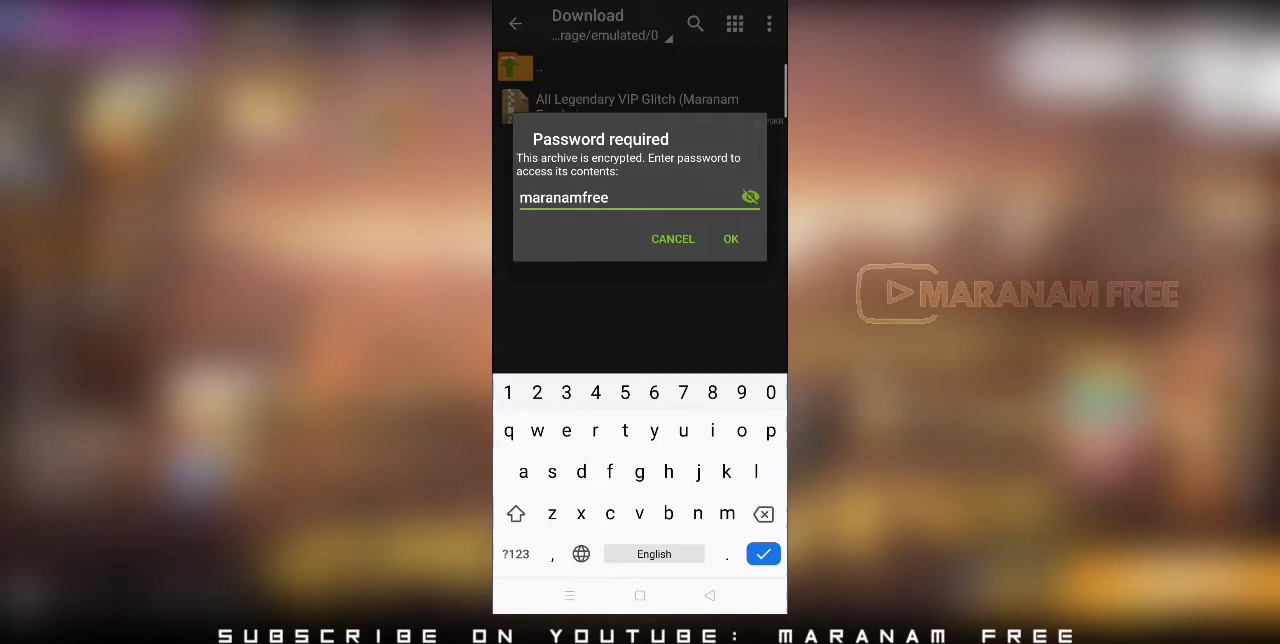 Download
...rage/emulated/0
..
All Legendary VIP Glitch (Maranam
Password required
This archive is encrypted. Enter password to
access its contents:
maranamfree
CANCEL OK
MARANAM FREE
1 2 3 4 5 6 7 8 9 0
q w e r t y u i o p
a s d f g h j k l
z x c v b n m
?123 , English .
SUBSCRIBE ON YOUTUBE: MARANAM FREE